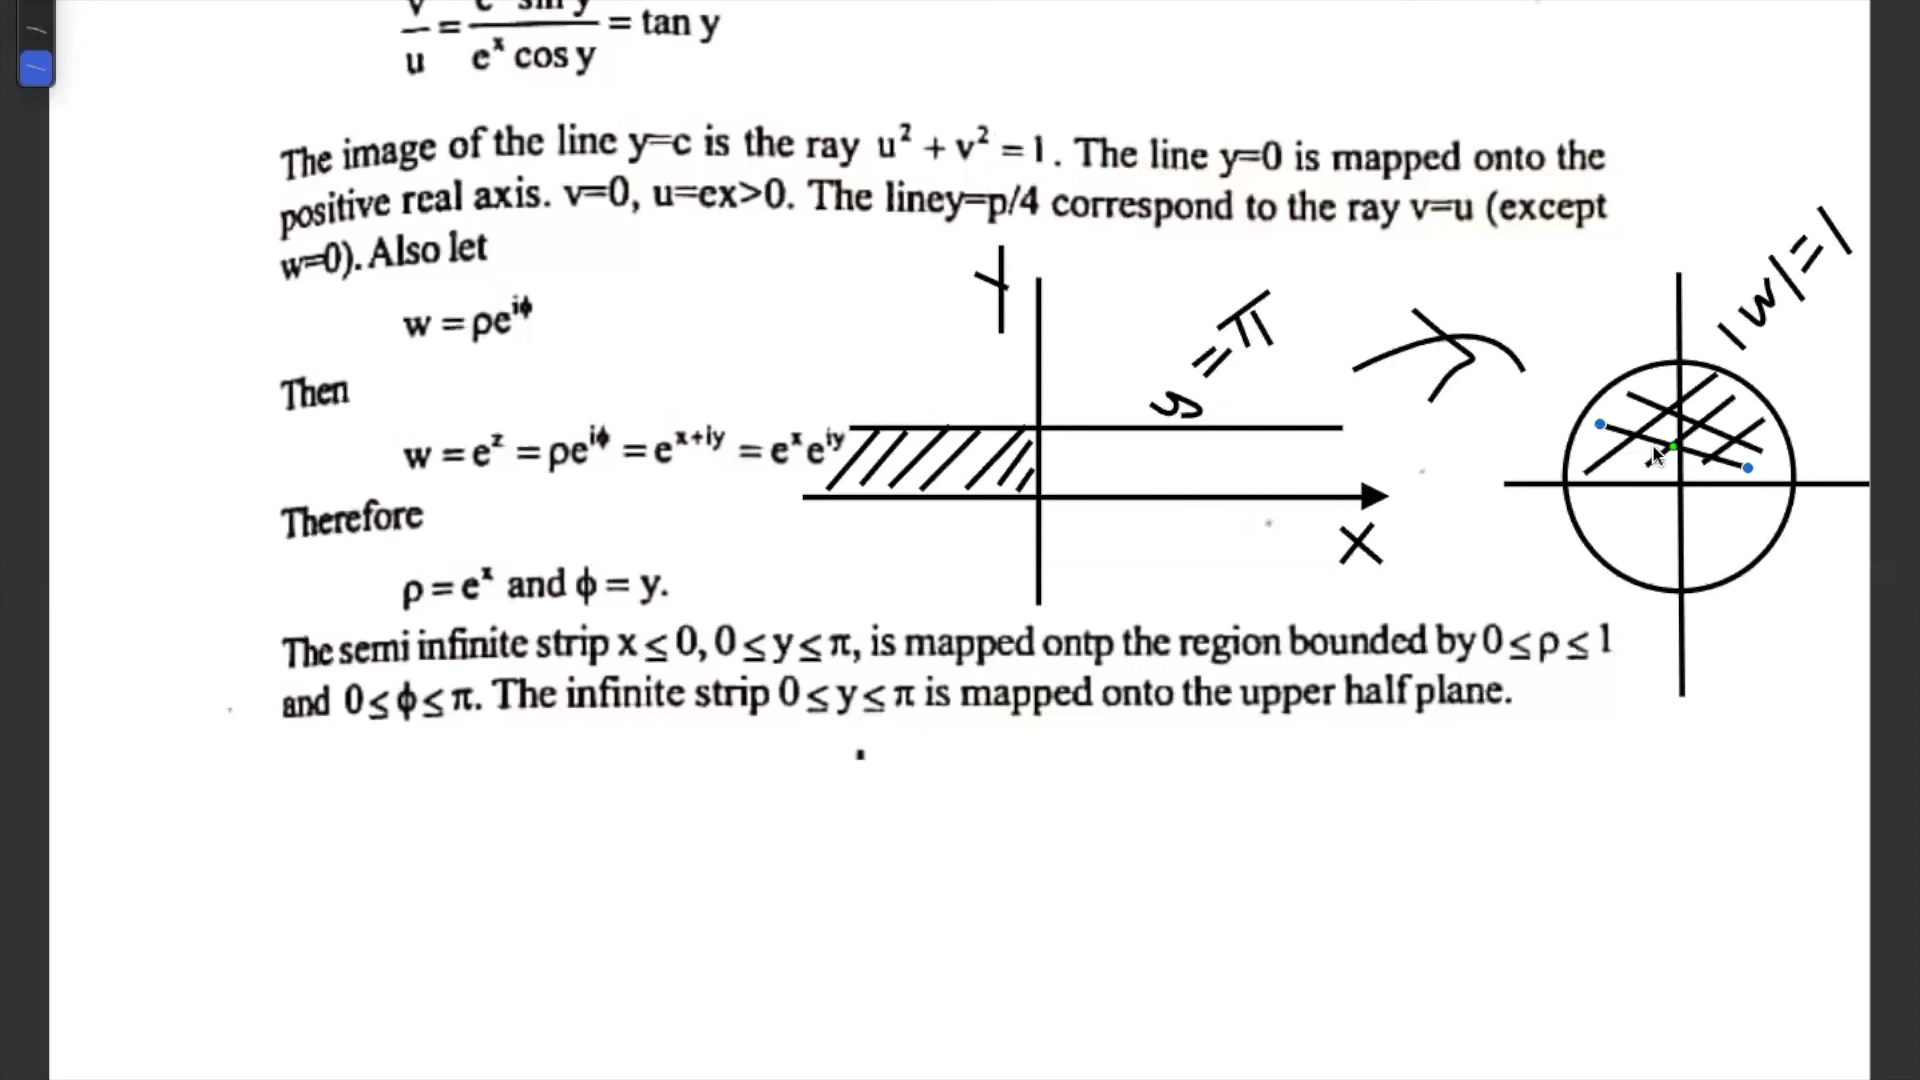 v/u = e^x sin y / e^x cos y = tan y
The image of the line y=c is the ray u² + v² = 1. The line y=0 is mapped onto the
positive real axis. v=0, u=ex>0. The liney=p/4 correspond to the ray v=u (except
w=0). Also let
w = ρe^{iϕ}
Then
w = e^z = ρe^{iϕ} = e^{x+iy} = e^x e^{iy}
Therefore
ρ = e^x and ϕ = y.
The semi infinite strip x ≤ 0, 0 ≤ y ≤ π, is mapped ontp the region bounded by 0 ≤ ρ ≤ 1
and 0 ≤ ϕ ≤ π. The infinite strip 0 ≤ y ≤ π is mapped onto the upper half plane.
Y
y = π
X
|w| = 1